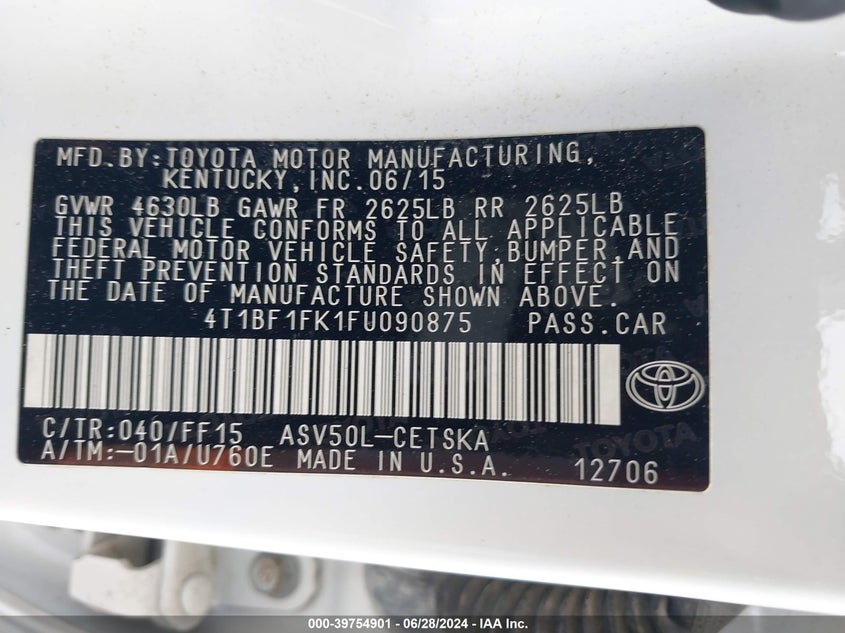 MFD.BY:TOYOTA MOTOR MANUFACTURING,
KENTUCKY,INC.06/15
GVWR 4630LB GAWR FR 2625LB RR 2625LB
THIS VEHICLE CONFORMS TO ALL APPLICABLE
FEDERAL MOTOR VEHICLE SAFETY,BUMPER,AND
THEFT PREVENTION STANDARDS IN EFFECT ON
THE DATE OF MANUFACTURE SHOWN ABOVE.
4T1BF1FK1FU090875 PASS.CAR
C/TR:040/FF15 ASV50L-CETSKA
A/TM:-01A/U760E MADE IN U.S.A. 12706
TOYOTA
000-39754901 - 06/28/2024 - IAA Inc.